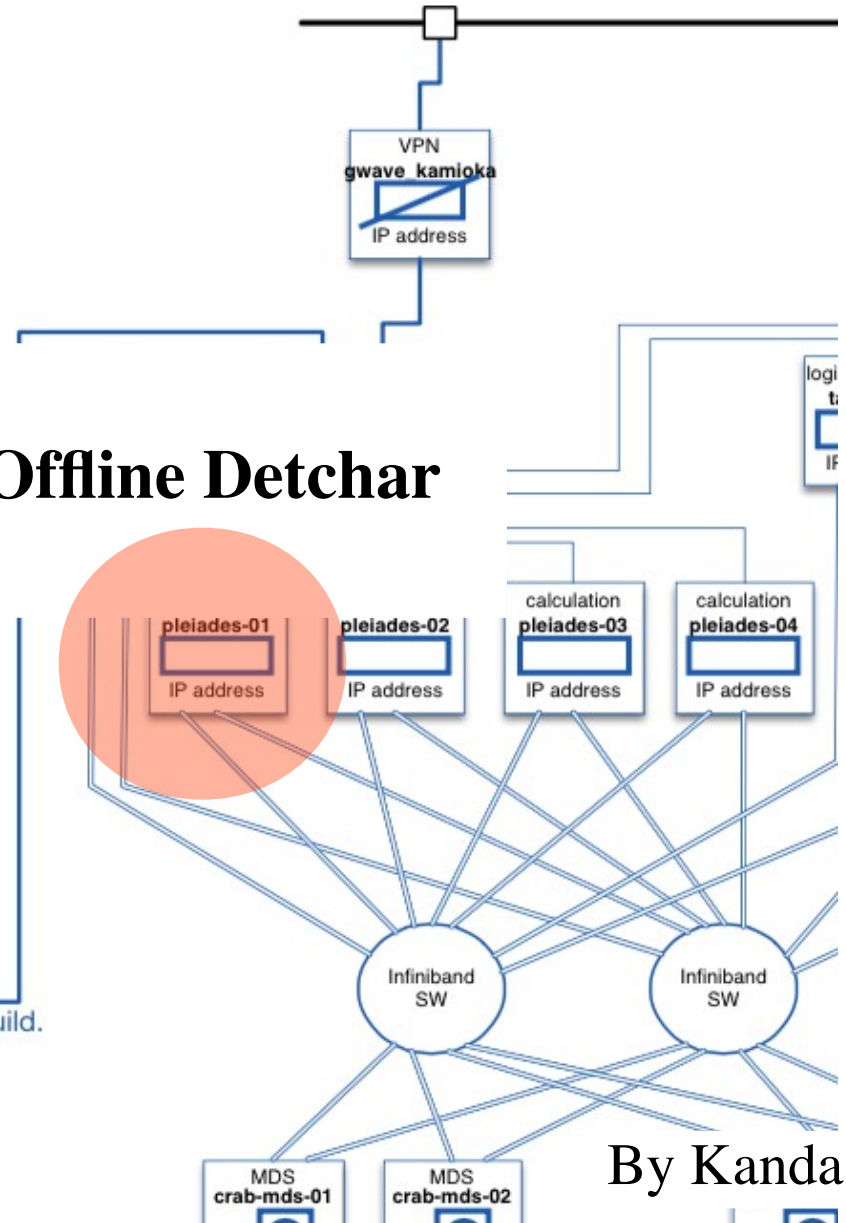 VPN
gwave_kamioka
IP address
logi
IP
Offline Detchar
calculation
pleiades-03
IP address
calculation
pleiades-04
IP address
pleiades-01
IP address
pleiades-02
IP address
Infiniband
SW
Infiniband
SW
uild.
By Kanda
MDS
crab-mds-01
MDS
crab-mds-02